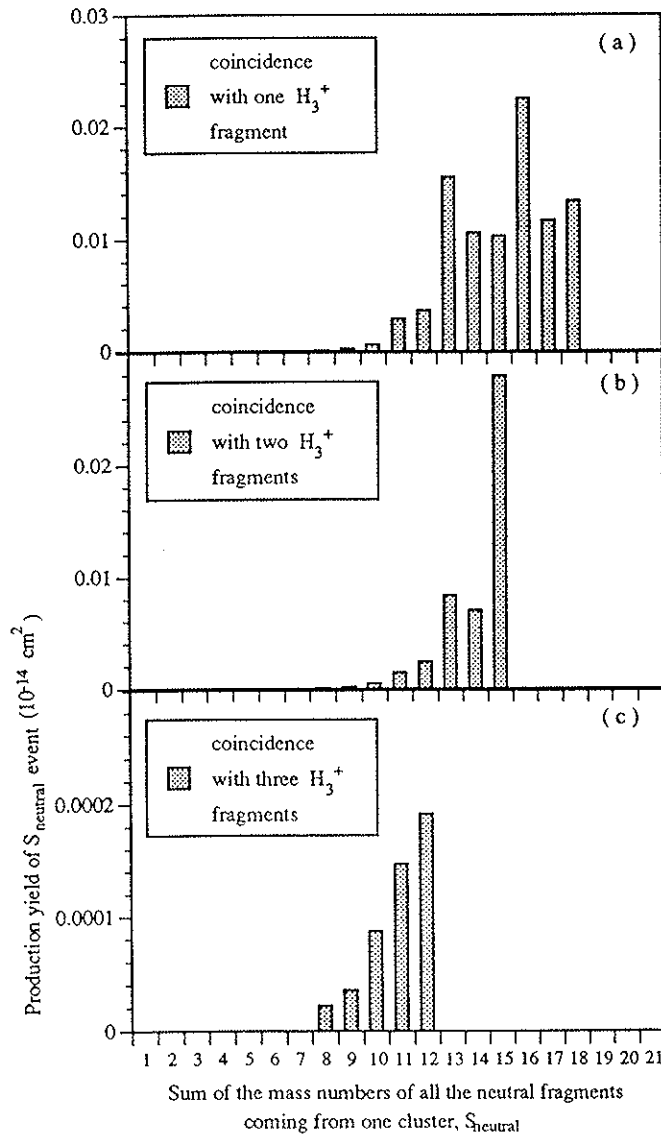 0.03
(a)
coincidence
with one H₃⁺
fragment
0.02
0.01
0
(b)
coincidence
with two H₃⁺
fragments
0.02
0.01
0
(c)
coincidence
with three H₃⁺
fragments
0.0002
0.0001
0
Production yield of Sneutral event (10⁻¹⁴ cm²)
1 2 3 4 5 6 7 8 9 10 11 12 13 14 15 16 17 18 19 20 21
Sum of the mass numbers of all the neutral fragments
coming from one cluster, Sneutral